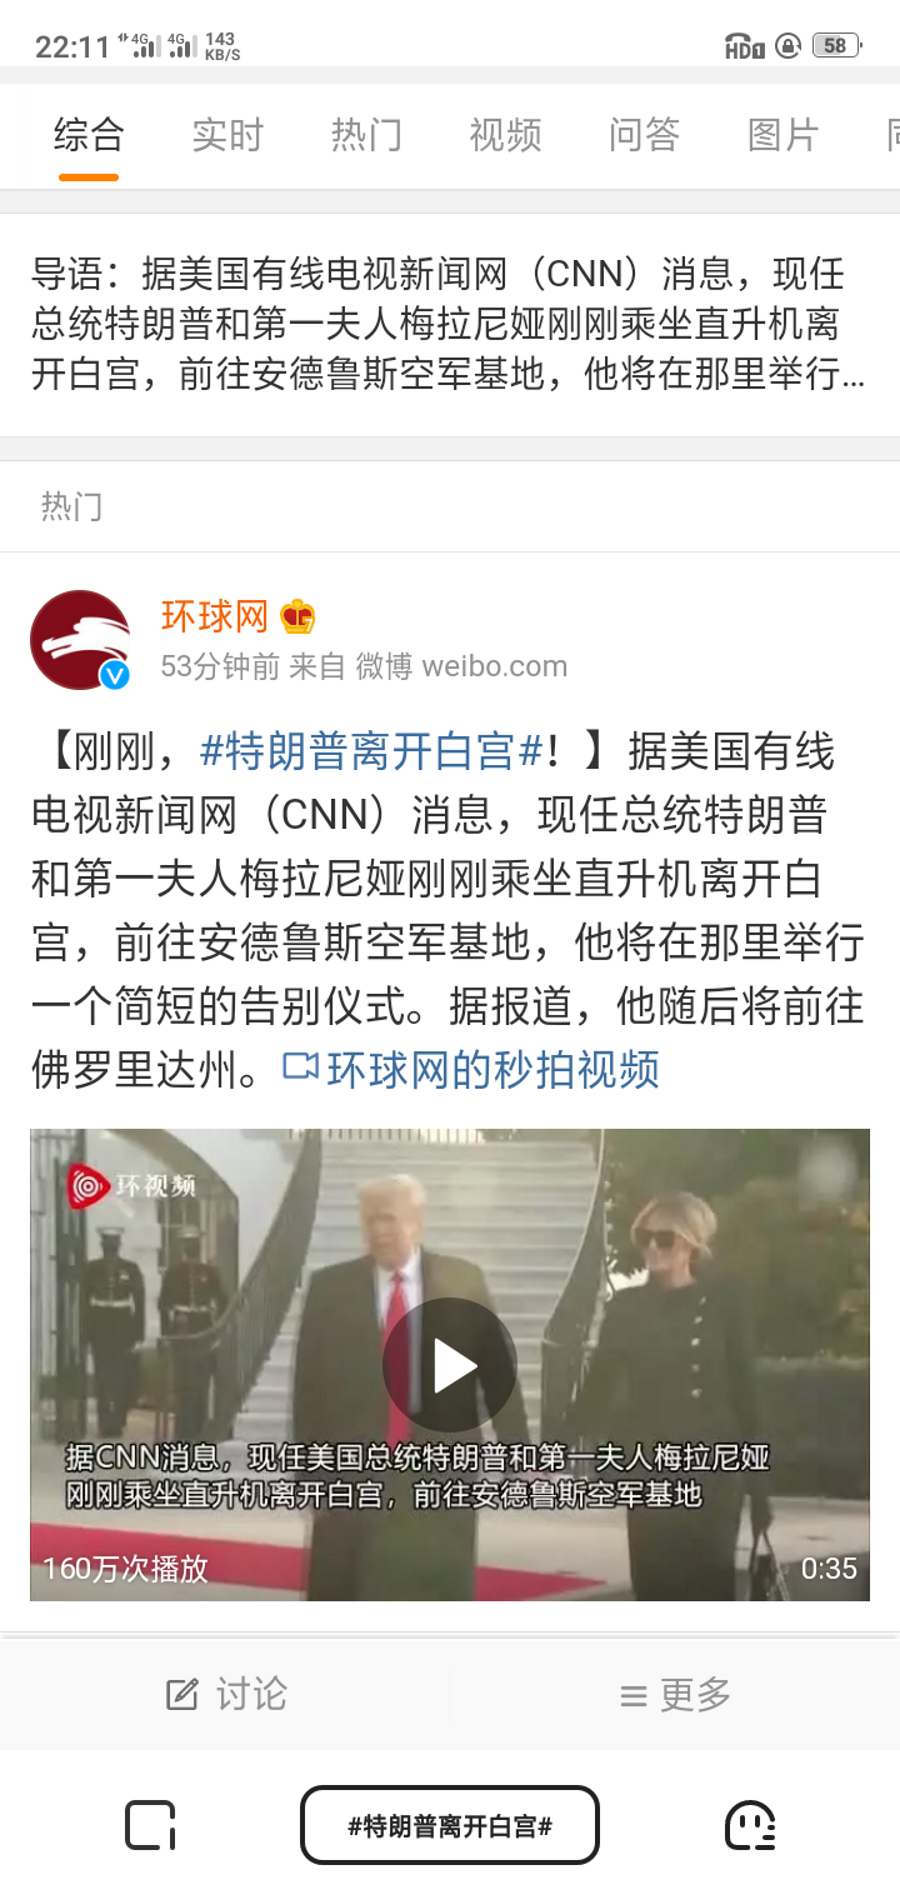 22:11 4G 4G 143 KB/S HD1 58
综合 实时 热门 视频 问答 图片
导语：据美国有线电视新闻网（CNN）消息，现任
总统特朗普和第一夫人梅拉尼娅刚刚乘坐直升机离
开白宫，前往安德鲁斯空军基地，他将在那里举行...
热门
环球网
53分钟前 来自 微博 weibo.com
【刚刚，#特朗普离开白宫#！】据美国有线
电视新闻网（CNN）消息，现任总统特朗普
和第一夫人梅拉尼娅刚刚乘坐直升机离开白
宫，前往安德鲁斯空军基地，他将在那里举行
一个简短的告别仪式。据报道，他随后将前往
佛罗里达州。环球网的秒拍视频
环视频
据CNN消息，现任美国总统特朗普和第一夫人梅拉尼娅
刚刚乘坐直升机离开白宫，前往安德鲁斯空军基地
160万次播放 0:35
讨论 更多
#特朗普离开白宫#